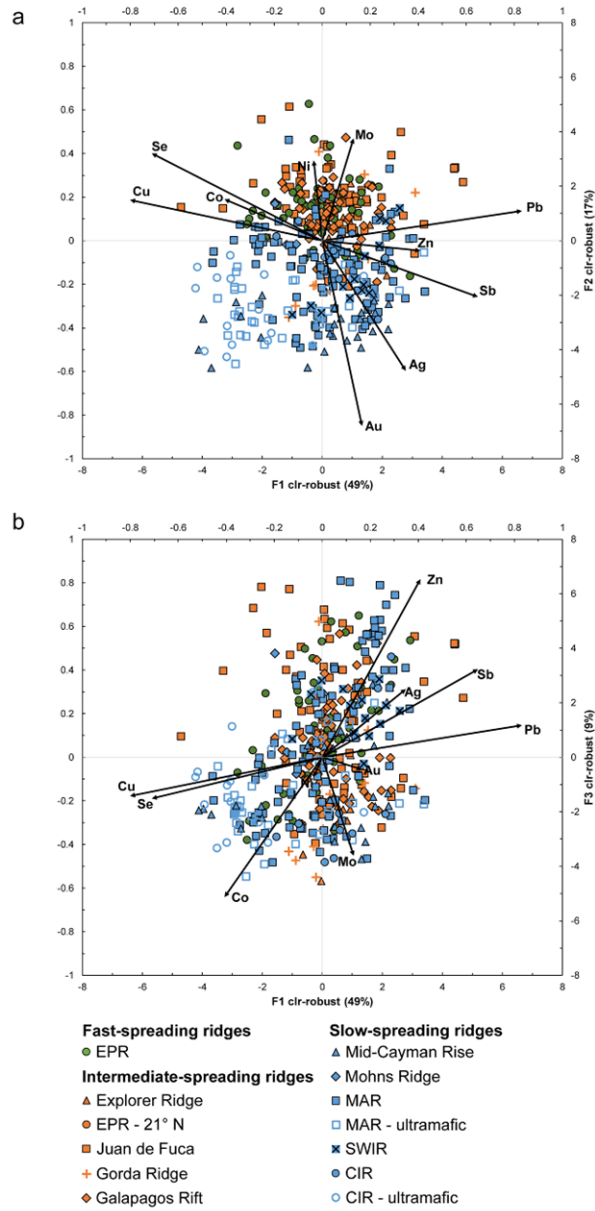 a
-1 -0.8 -0.6 -0.4 -0.2 0 0.2 0.4 0.6 0.8 1
1 0.8 0.6 0.4 0.2 0 -0.2 -0.4 -0.6 -0.8 -1
Se
Cu
Co
Ni
Mo
Pb
Zn
Sb
Ag
Au
8 6 4 2 0 -2 -4 -6 -8
F2 clr-robust (17%)
-8 -6 -4 -2 0 2 4 6 8
F1 clr-robust (49%)
b
-1 -0.8 -0.6 -0.4 -0.2 0 0.2 0.4 0.6 0.8 1
1 0.8 0.6 0.4 0.2 0 -0.2 -0.4 -0.6 -0.8 -1
Zn
Sb
Ag
Pb
Au
Cu
Se
Mo
Co
8 6 4 2 0 -2 -4 -6 -8
F3 clr-robust (9%)
-8 -6 -4 -2 0 2 4 6 8
F1 clr-robust (49%)
Fast-spreading ridges
EPR
Intermediate-spreading ridges
Explorer Ridge
EPR - 21° N
Juan de Fuca
Gorda Ridge
Galapagos Rift
Slow-spreading ridges
Mid-Cayman Rise
Mohns Ridge
MAR
MAR - ultramafic
SWIR
CIR
CIR - ultramafic